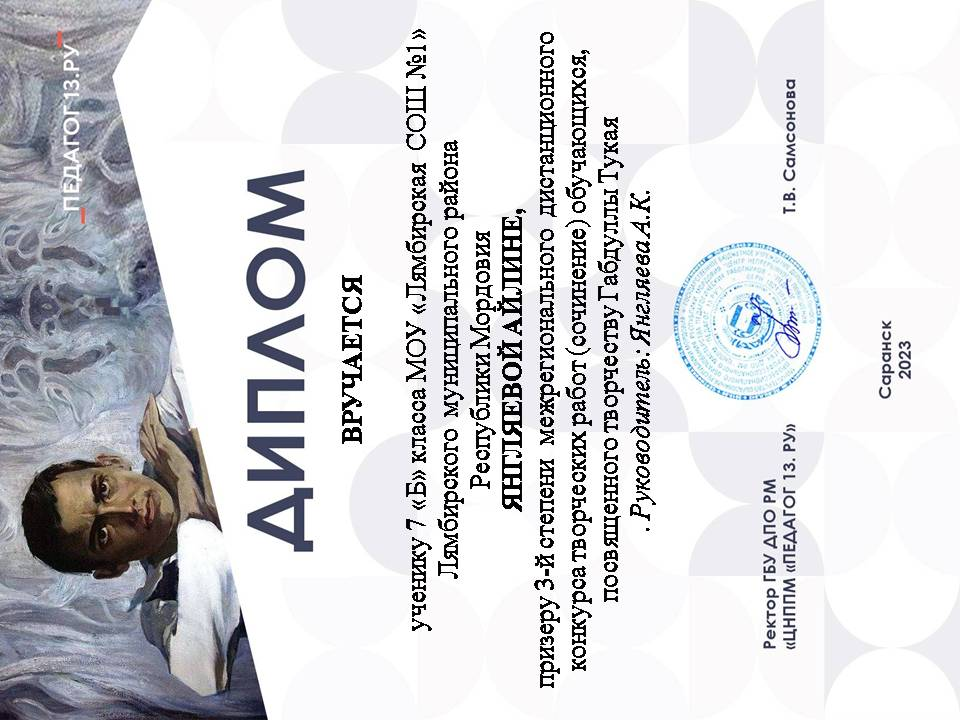 ПЕДАГОГ13.РУ
ДИПЛОМ
ВРУЧАЕТСЯ
ученику 7 «Б» класса МОУ «Лямбирская СОШ №1»
Лямбирского муниципального района
Республики Мордовия
ЯНГЛЯЕВОЙ АЙЛИНЕ,
призеру 3-й степени межрегионального дистанционного
конкурса творческих работ (сочинение) обучающихся,
посвященного творчеству Габдуллы Тукая
. Руководитель: Янгляева А.К.
Ректор ГБУ ДПО РМ
«ЦНППМ «ПЕДАГОГ 13. РУ»
Т.В. Самсонова
Саранск
2023